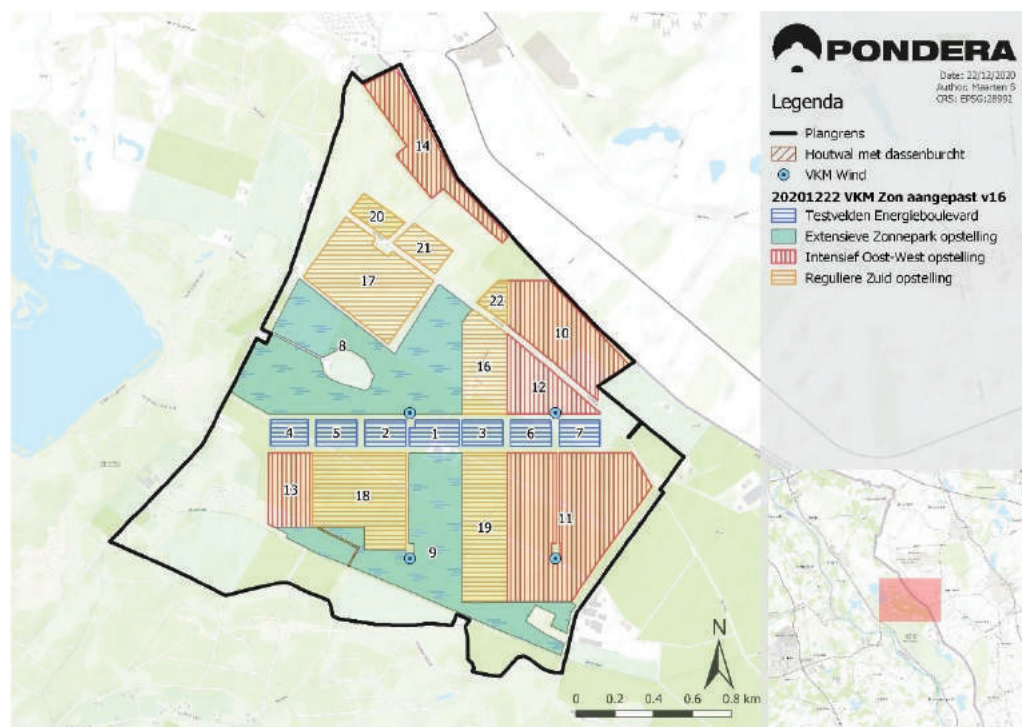 PONDERA
Date: 22/12/2020
Author: Maarten S
CRS: EPSG:28992
Legenda
Plangrens
Houtwal met dassenburcht
VKM Wind
20201222 VKM Zon aangepast v16
Testvelden Energieboulevard
Extensieve Zonnepark opstelling
Intensief Oost-West opstelling
Reguliere Zuid opstelling
14
20
21
17
22
10
8
16
12
4 5 2 1 3 6 7
13
18
19
11
9
N
0 0.2 0.4 0.6 0.8 km